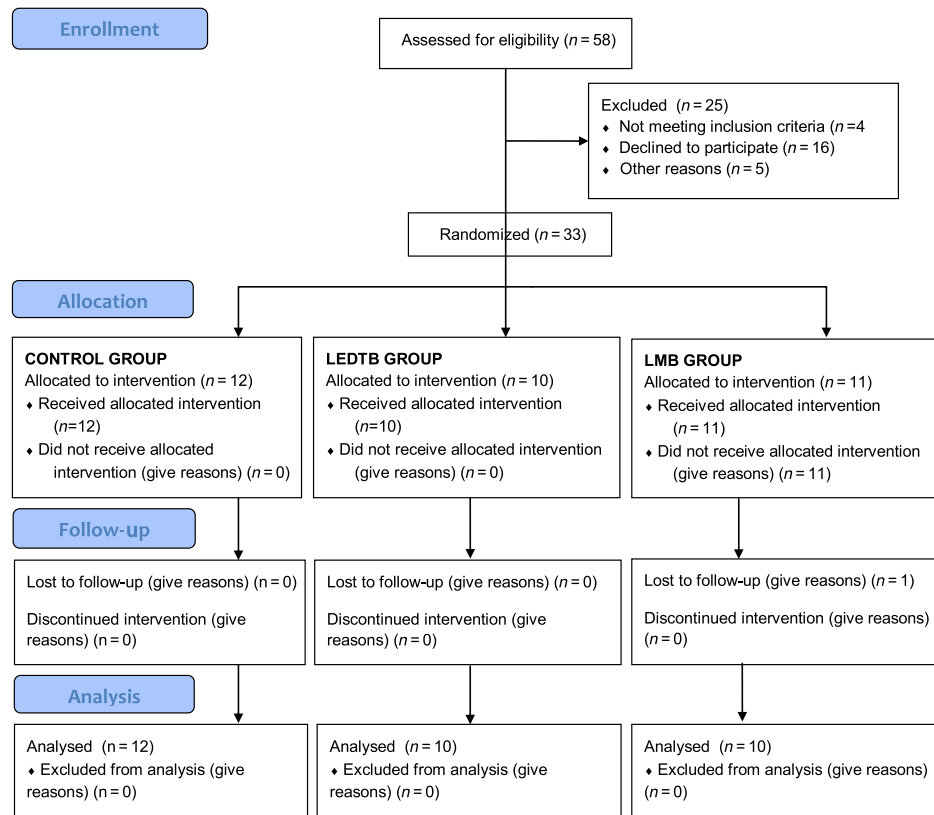 Enrollment
Assessed for eligibility (n = 58)
Excluded (n = 25)
♦ Not meeting inclusion criteria (n =4
♦ Declined to participate (n = 16)
♦ Other reasons (n = 5)
Randomized (n = 33)
Allocation
CONTROL GROUP
Allocated to intervention (n = 12)
♦ Received allocated intervention
(n=12)
♦ Did not receive allocated
intervention (give reasons) (n = 0)
LEDTB GROUP
Allocated to intervention (n = 10)
♦ Received allocated intervention
(n=10)
♦ Did not receive allocated intervention
(give reasons) (n = 0)
LMB GROUP
Allocated to intervention (n = 11)
♦ Received allocated intervention
(n = 11)
♦ Did not receive allocated intervention
(give reasons) (n = 11)
Follow-up
Lost to follow-up (give reasons) (n = 0)
Discontinued intervention (give
reasons) (n = 0)
Lost to follow-up (give reasons) (n = 0)
Discontinued intervention (give
reasons) (n = 0)
Lost to follow-up (give reasons) (n = 1)
Discontinued intervention (give reasons)
(n = 0)
Analysis
Analysed (n = 12)
♦ Excluded from analysis (give
reasons) (n = 0)
Analysed (n = 10)
♦ Excluded from analysis (give
reasons) (n = 0)
Analysed (n = 10)
♦ Excluded from analysis (give reasons)
(n = 0)